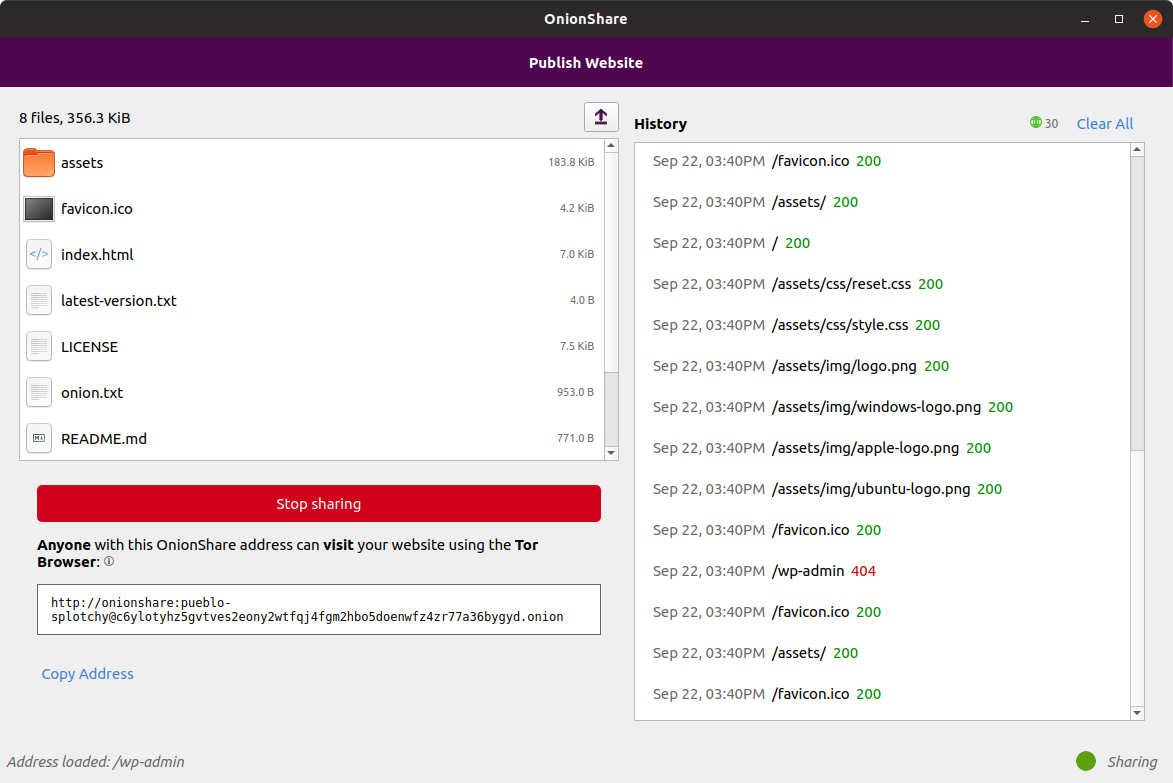 OnionShare
Publish Website
8 files, 356.3 KiB
assets 183.8 KiB
favicon.ico 4.2 KiB
</> index.html 7.0 KiB
latest-version.txt 4.0 B
LICENSE 7.5 KiB
onion.txt 953.0 B
README.md 771.0 B
Stop sharing
Anyone with this OnionShare address can visit your website using the Tor
Browser:
http://onionshare:pueblo-
splotchy@c6ylotyhz5gvtves2eony2wtfqj4fgm2hbo5doenwfz4zr77a36bygyd.onion
Copy Address
History 30 Clear All
Sep 22, 03:40PM /favicon.ico 200
Sep 22, 03:40PM /assets/ 200
Sep 22, 03:40PM / 200
Sep 22, 03:40PM /assets/css/reset.css 200
Sep 22, 03:40PM /assets/css/style.css 200
Sep 22, 03:40PM /assets/img/logo.png 200
Sep 22, 03:40PM /assets/img/windows-logo.png 200
Sep 22, 03:40PM /assets/img/apple-logo.png 200
Sep 22, 03:40PM /assets/img/ubuntu-logo.png 200
Sep 22, 03:40PM /favicon.ico 200
Sep 22, 03:40PM /wp-admin 404
Sep 22, 03:40PM /favicon.ico 200
Sep 22, 03:40PM /assets/ 200
Sep 22, 03:40PM /favicon.ico 200
Address loaded: /wp-admin
Sharing